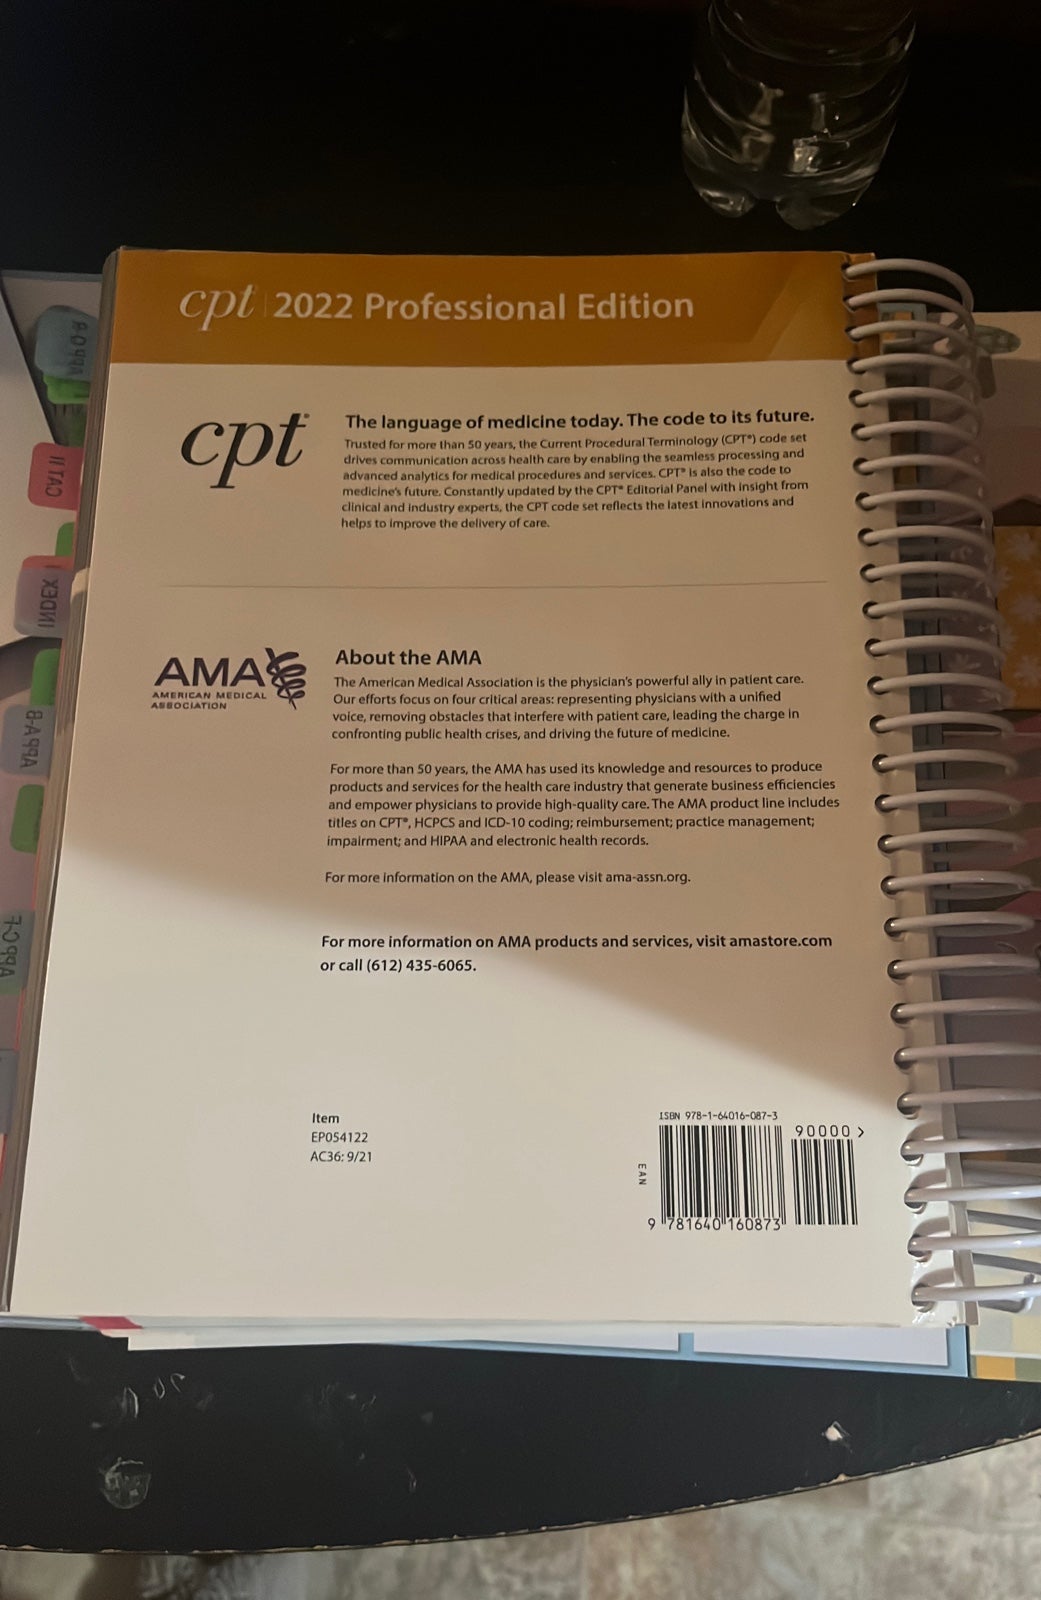 cpt | 2022 Professional Edition
cpt®
The language of medicine today. The code to its future.
Trusted for more than 50 years, the Current Procedural Terminology (CPT®) code set
drives communication across health care by enabling the seamless processing and
advanced analytics for medical procedures and services. CPT® is also the code to
medicine's future. Constantly updated by the CPT® Editorial Panel with insight from
clinical and industry experts, the CPT code set reflects the latest innovations and
helps to improve the delivery of care.
AMA
AMERICAN MEDICAL
ASSOCIATION
About the AMA
The American Medical Association is the physician's powerful ally in patient care.
Our efforts focus on four critical areas: representing physicians with a unified
voice, removing obstacles that interfere with patient care, leading the charge in
confronting public health crises, and driving the future of medicine.
For more than 50 years, the AMA has used its knowledge and resources to produce
products and services for the health care industry that generate business efficiencies
and empower physicians to provide high-quality care. The AMA product line includes
titles on CPT®, HCPCS and ICD-10 coding; reimbursement; practice management;
impairment; and HIPAA and electronic health records.
For more information on the AMA, please visit ama-assn.org.
For more information on AMA products and services, visit amastore.com
or call (612) 435-6065.
Item
EP054122
AC36: 9/21
ISBN 978-1-64016-087-3
90000 >
EAN
9 781640 160873
CAT II
INDEX
APP A-B